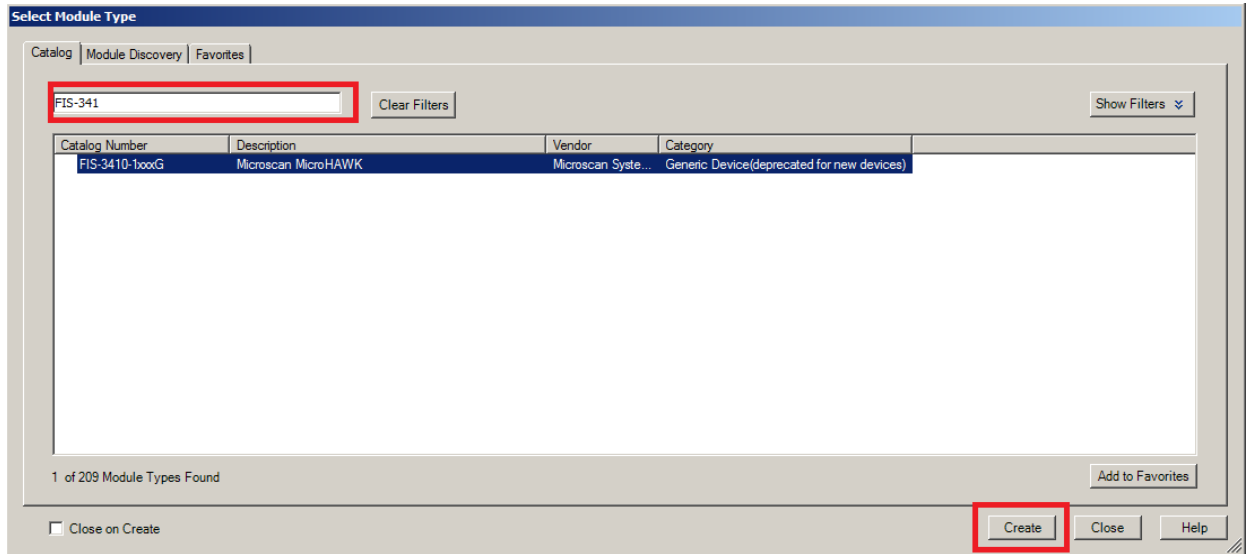 Select Module Type
Catalog Module Discovery Favorites
FIS-341 Clear Filters Show Filters
Catalog Number Description Vendor Category
FIS-3410-1xxxG Microscan MicroHAWK Microscan Syste... Generic Device(deprecated for new devices)
1 of 209 Module Types Found Add to Favorites
Close on Create Create Close Help